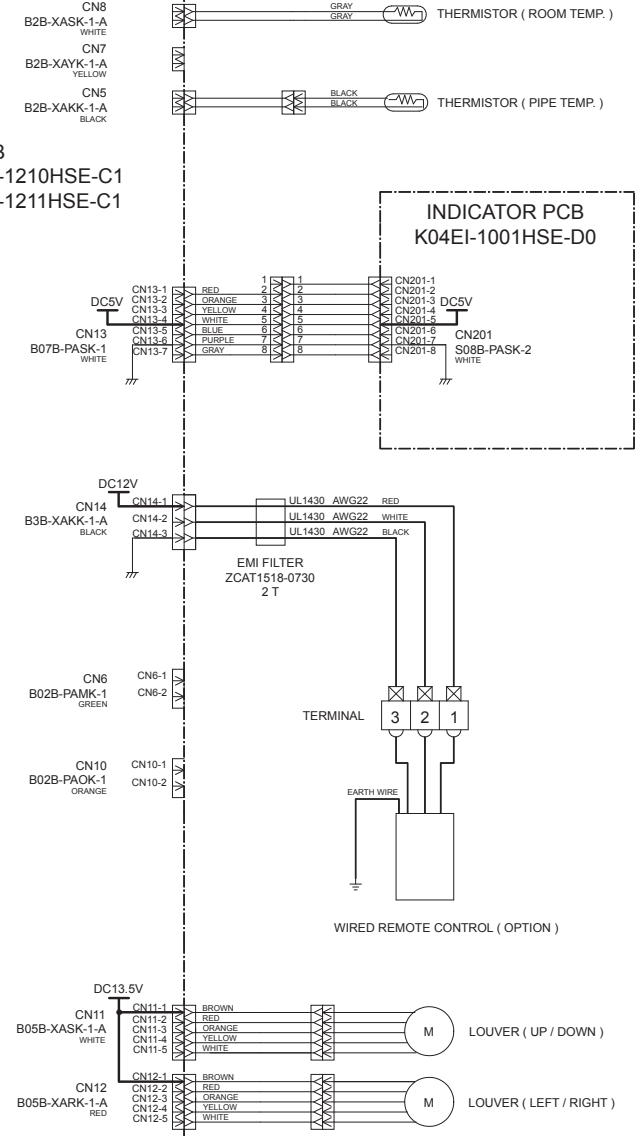 CN8
B2B-XASK-1-A
WHITE
GRAY
GRAY
THERMISTOR ( ROOM TEMP. )
CN7
B2B-XAYK-1-A
YELLOW
CN5
B2B-XAKK-1-A
BLACK
BLACK
BLACK
THERMISTOR ( PIPE TEMP. )
B
-1210HSE-C1
-1211HSE-C1
INDICATOR PCB
K04EI-1001HSE-D0
DC5V
CN13
B07B-PASK-1
WHITE
CN13-1
CN13-2
CN13-3
CN13-4
CN13-5
CN13-6
CN13-7
RED
ORANGE
YELLOW
WHITE
BLUE
PURPLE
GRAY
1 1
2 2
3 3
4 4
5 5
6 6
7 7
8 8
CN201-1
CN201-2
CN201-3
CN201-4
CN201-5
CN201-6
CN201-7
CN201-8
DC5V
CN201
S08B-PASK-2
WHITE
DC12V
CN14
B3B-XAKK-1-A
BLACK
CN14-1
CN14-2
CN14-3
UL1430 AWG22 RED
UL1430 AWG22 WHITE
UL1430 AWG22 BLACK
EMI FILTER
ZCAT1518-0730
2 T
CN6
B02B-PAMK-1
GREEN
CN6-1
CN6-2
TERMINAL
3 2 1
CN10
B02B-PAOK-1
ORANGE
CN10-1
CN10-2
EARTH WIRE
WIRED REMOTE CONTROL ( OPTION )
DC13.5V
CN11
B05B-XASK-1-A
WHITE
CN11-1
CN11-2
CN11-3
CN11-4
CN11-5
BROWN
RED
ORANGE
YELLOW
WHITE
M
LOUVER ( UP / DOWN )
CN12
B05B-XARK-1-A
RED
CN12-1
CN12-2
CN12-3
CN12-4
CN12-5
BROWN
RED
ORANGE
YELLOW
WHITE
M
LOUVER ( LEFT / RIGHT )